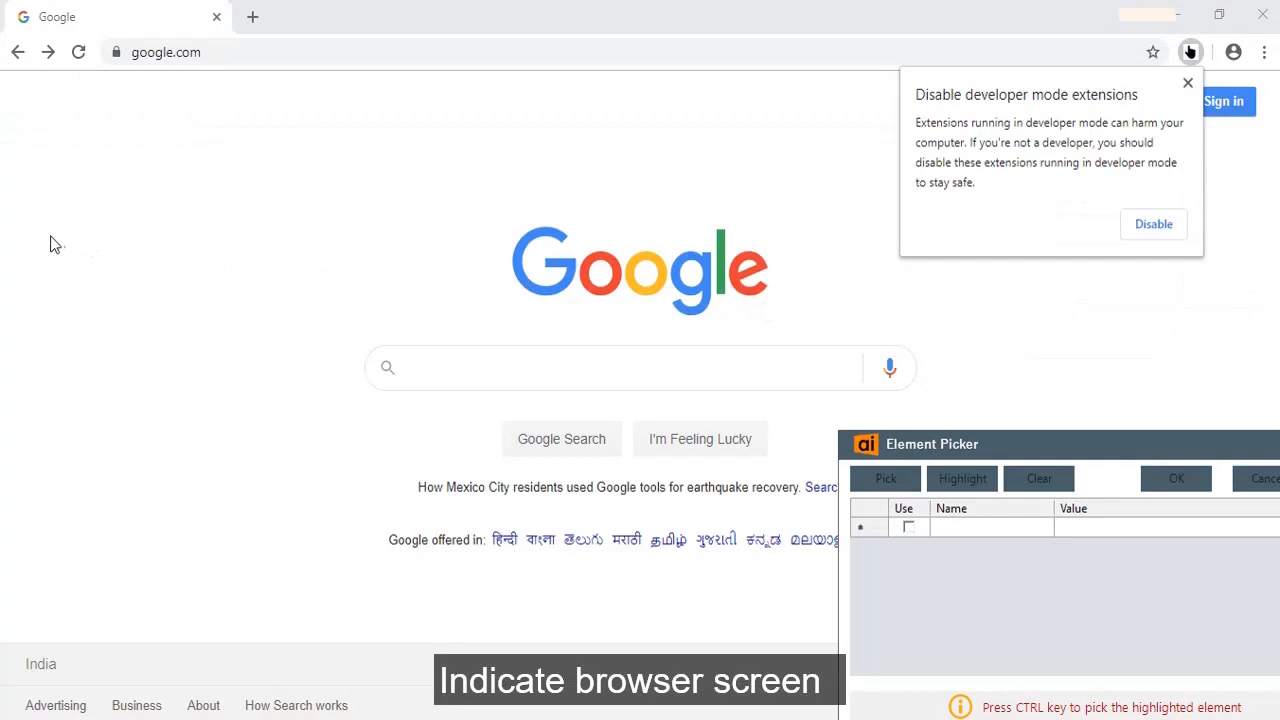 Google
google.com
Disable developer mode extensions
Extensions running in developer mode can harm your
computer. If you're not a developer, you should
disable these extensions running in developer mode
to stay safe.
Disable
Sign in
Google
Google Search
I'm Feeling Lucky
How Mexico City residents used Google tools for earthquake recovery. Searc
Google offered in: हिन्दी বাংলা తెలుగు मराठी தமிழ் ગુજરાતી ಕನ್ನಡ മലയാള
ai Element Picker
Pick
Highlight
Clear
OK
Cance
Use
Name
Value
Press CTRL key to pick the highlighted element
India
Indicate browser screen
Advertising
Business
About
How Search works